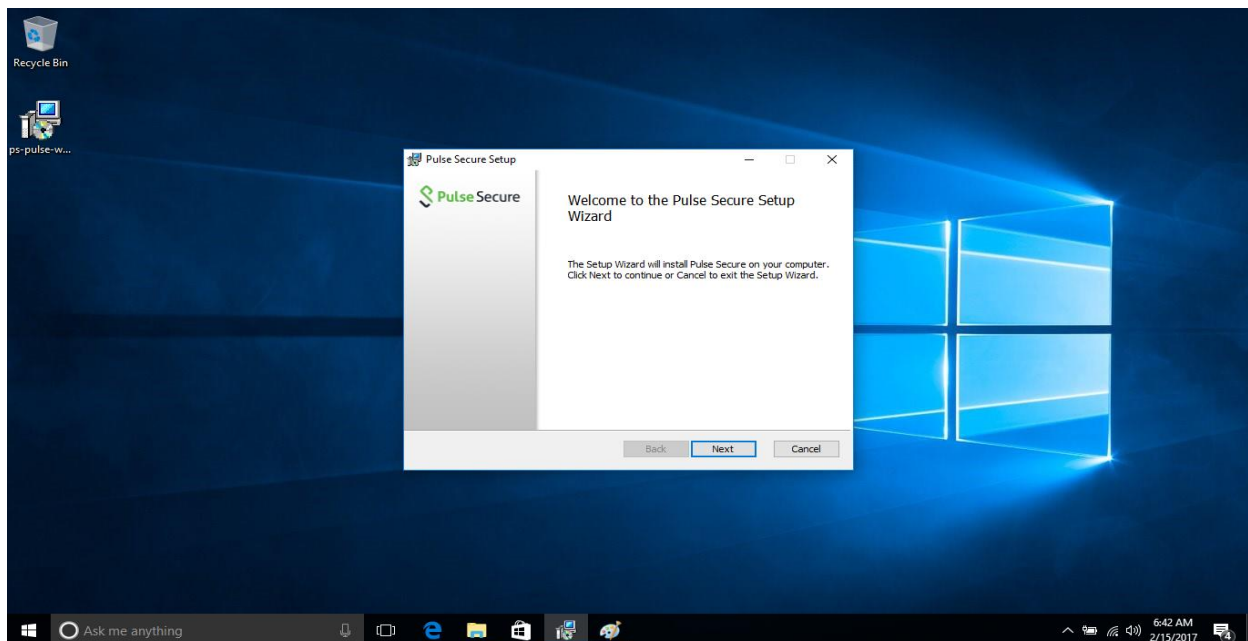 Recycle Bin
ps-pulse-w...
Pulse Secure Setup
Pulse Secure
Welcome to the Pulse Secure Setup
Wizard
The Setup Wizard will install Pulse Secure on your computer.
Click Next to continue or Cancel to exit the Setup Wizard.
Back Next Cancel
Ask me anything
6:42 AM
2/15/2017
4